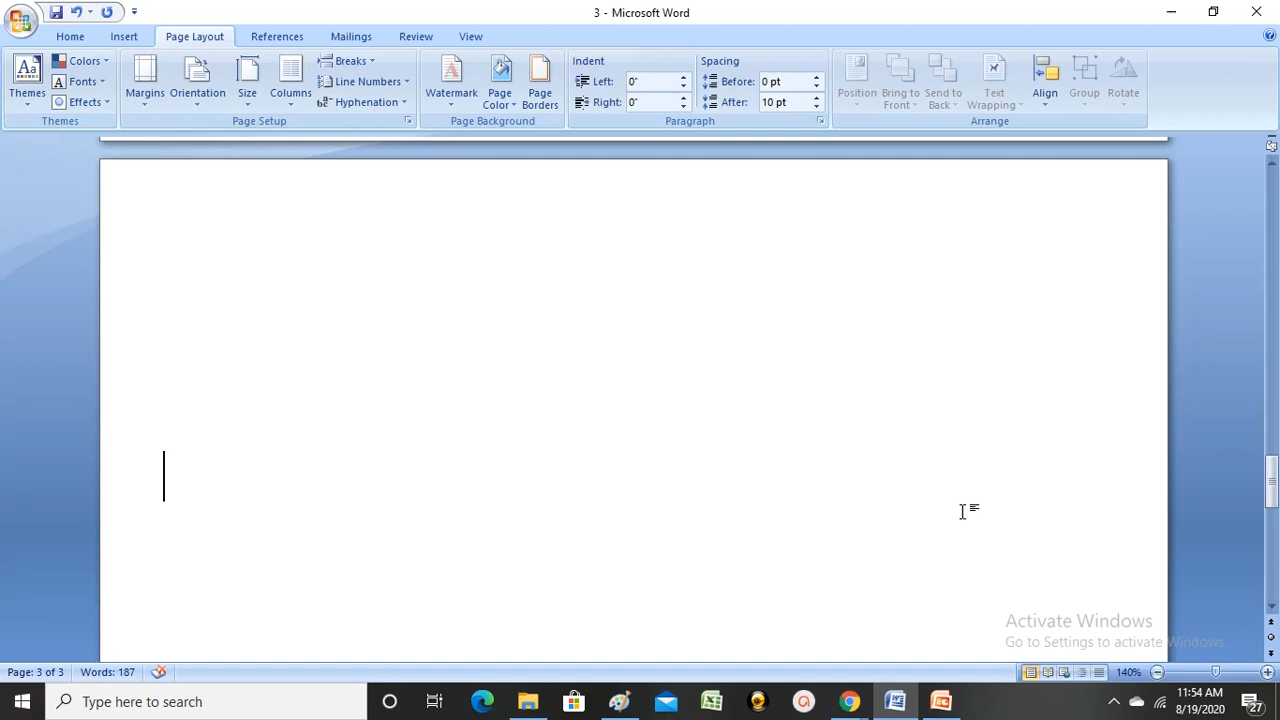 3 - Microsoft Word
Home Insert Page Layout References Mailings Review View
Themes
Colors
Fonts
Effects
Themes
Margins
Orientation
Size
Columns
Breaks
Line Numbers
Hyphenation
Page Setup
Watermark
Page
Color
Page
Borders
Page Background
Indent
Left: 0"
Right: 0"
Spacing
Before: 0 pt
After: 10 pt
Paragraph
Position
Bring to
Front
Send to
Back
Text
Wrapping
Align
Group
Rotate
Arrange
Activate Windows
Go to Settings to activate Windows.
Page: 3 of 3
Words: 187
140%
Type here to search
11:54 AM
8/19/2020
27